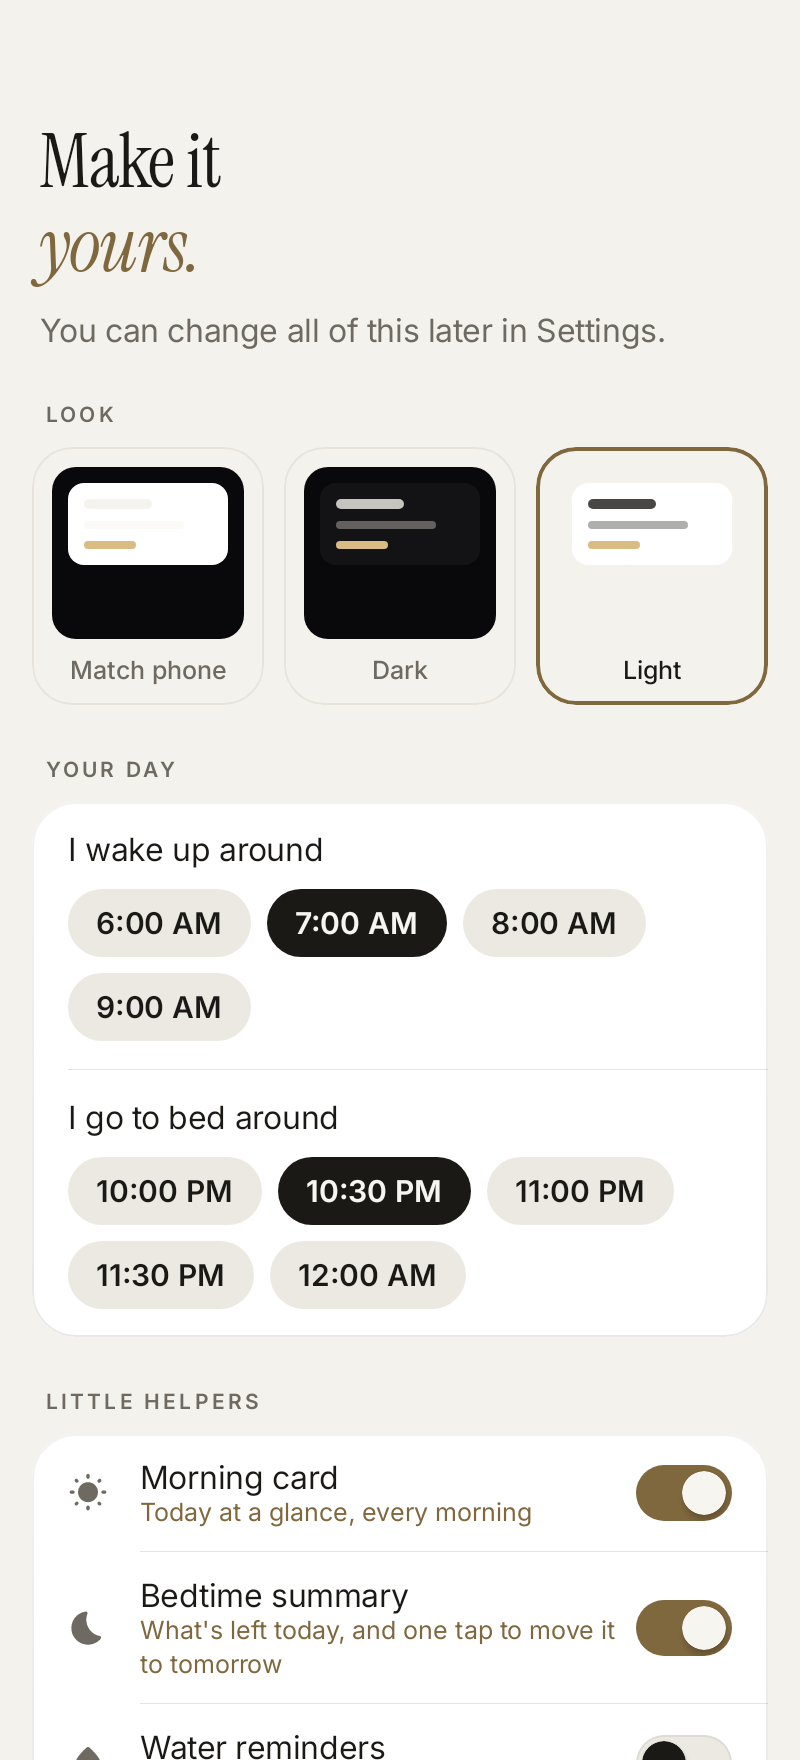 Make it
yours.
You can change all of this later in Settings.
LOOK
Match phone
Dark
Light
YOUR DAY
I wake up around
6:00 AM
7:00 AM
8:00 AM
9:00 AM
I go to bed around
10:00 PM
10:30 PM
11:00 PM
11:30 PM
12:00 AM
LITTLE HELPERS
Morning card
Today at a glance, every morning
Bedtime summary
What's left today, and one tap to move it
to tomorrow
Water reminders